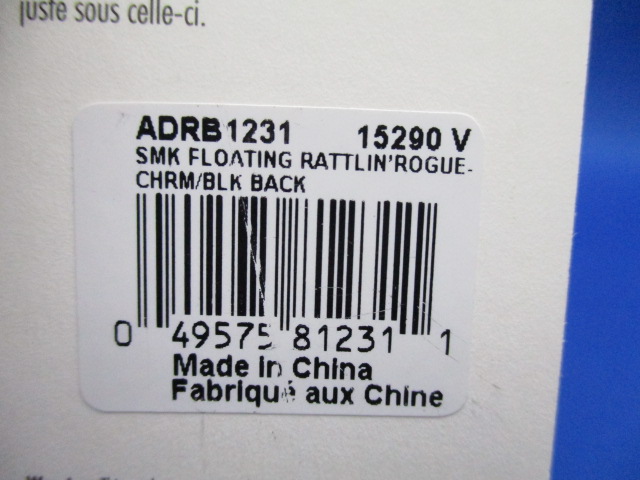 juste sous celle-ci.
ADRB1231 15290 V
SMK FLOATING RATTLIN'ROGUE-
CHRM/BLK BACK
0 49575 81231 1
Made in China
Fabriqué aux Chine